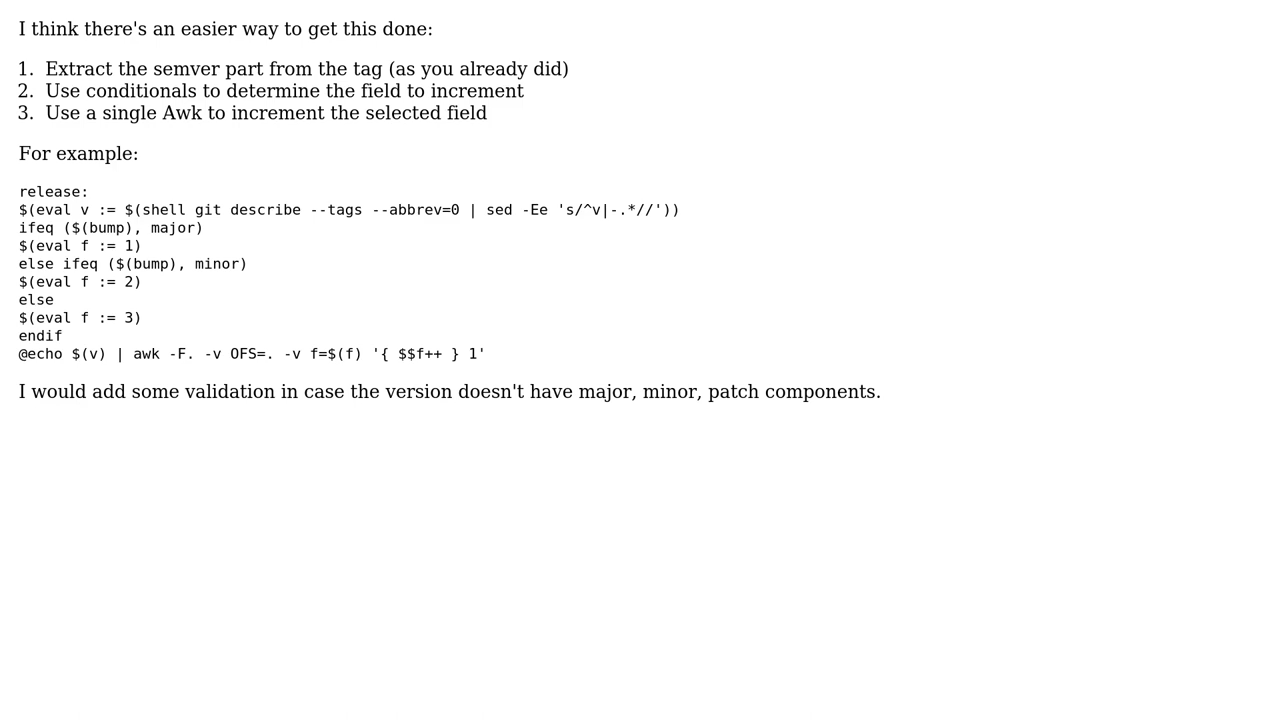 I think there's an easier way to get this done:
1. Extract the semver part from the tag (as you already did)
2. Use conditionals to determine the field to increment
3. Use a single Awk to increment the selected field
For example:
release:
$(eval v := $(shell git describe --tags --abbrev=0 | sed -Ee 's/^v|-.*//'))
ifeq ($(bump), major)
$(eval f := 1)
else ifeq ($(bump), minor)
$(eval f := 2)
else
$(eval f := 3)
endif
@echo $(v) | awk -F. -v OFS=. -v f=$(f) '{ $$f++ } 1'
I would add some validation in case the version doesn't have major, minor, patch components.